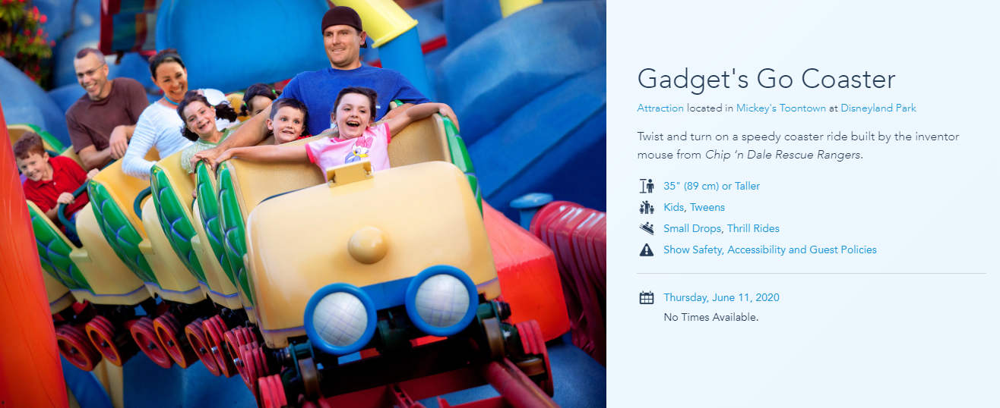 Gadget's Go Coaster
Attraction located in Mickey's Toontown at Disneyland Park
Twist and turn on a speedy coaster ride built by the inventor
mouse from Chip ’n Dale Rescue Rangers.
35" (89 cm) or Taller
Kids, Tweens
Small Drops, Thrill Rides
Show Safety, Accessibility and Guest Policies
Thursday, June 11, 2020
No Times Available.